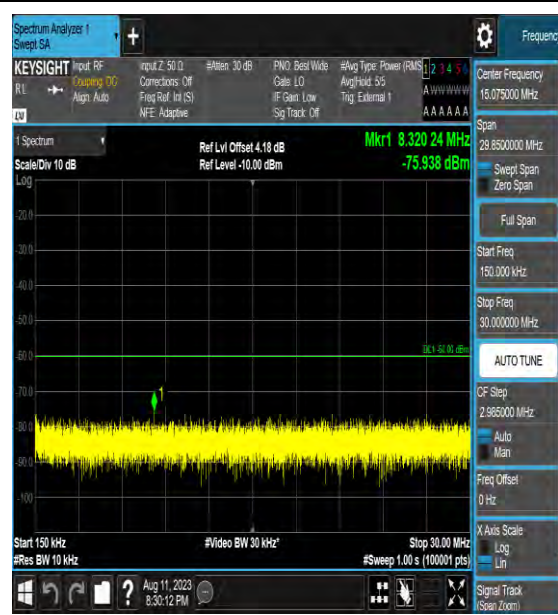 Spectrum Analyzer 1
Swept SA
+
Frequency
KEYSIGHT
RL
Input: RF
Coupling: DC
Align: Auto
Input Z: 50 Ω
Corrections: Off
Freq Ref: Int (S)
NFE: Adaptive
#Atten: 30 dB
PNO: Best Wide
Gate: LO
IF Gain: Low
Sig Track: Off
#Avg Type: Power (RMS
Avg|Hold: 5/5
Trig: External 1
1 2 3 4 5 6
A W W W W W
A A A A A A
LW
1 Spectrum
Scale/Div 10 dB
Log
Ref Lvl Offset 4.18 dB
Ref Level -10.00 dBm
Mkr1 8.320 24 MHz
-75.938 dBm
-20.0
-30.0
-40.0
-50.0
-60.0
-70.0
-80.0
-90.0
-100
DL1 -60.00 dBm
1
Start 150 kHz
#Res BW 10 kHz
#Video BW 30 kHz*
Stop 30.00 MHz
#Sweep 1.00 s (100001 pts)
Center Frequency
15.075000 MHz
Span
29.8500000 MHz
Swept Span
Zero Span
Full Span
Start Freq
150.000 kHz
Stop Freq
30.000000 MHz
AUTO TUNE
CF Step
2.985000 MHz
Auto
Man
Freq Offset
0 Hz
X Axis Scale
Log
Lin
Signal Track
(Span Zoom)
?
Aug 11, 2023
8:30:12 PM